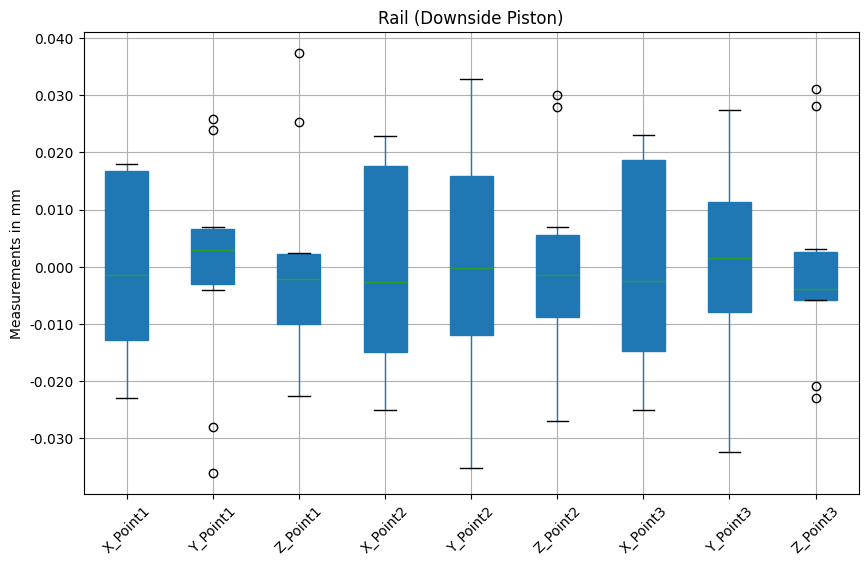 Rail (Downside Piston)
Measurements in mm
0.040
0.030
0.020
0.010
0.000
-0.010
-0.020
-0.030
X_Point1
Y_Point1
Z_Point1
X_Point2
Y_Point2
Z_Point2
X_Point3
Y_Point3
Z_Point3